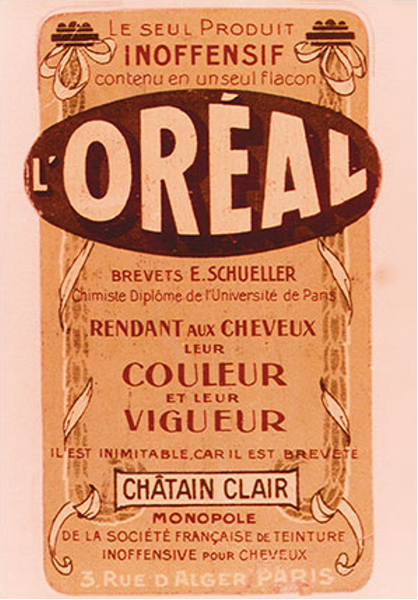 LE SEUL PRODUIT
INOFFENSIF
contenu en un seul flacon
L'ORÉAL
BREVETS E. SCHUELLER
Chimiste Diplôme de l'Université de Paris
RENDANT AUX CHEVEUX
LEUR
COULEUR
ET LEUR
VIGUEUR
IL EST INIMITABLE, CAR IL EST BREVETÉ
CHÂTAIN CLAIR
MONOPOLE
DE LA SOCIÉTÉ FRANÇAISE DE TEINTURE
INOFFENSIVE POUR CHEVEUX
3, RUE D'ALGER PARIS